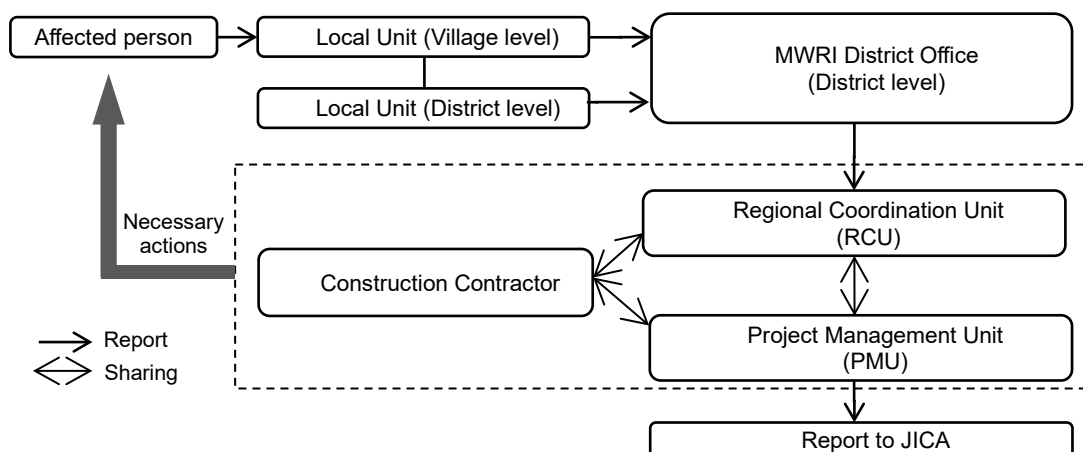 Affected person
Local Unit (Village level)
MWRI District Office
(District level)
Local Unit (District level)
Regional Coordination Unit
(RCU)
Necessary
actions
Construction Contractor
Project Management Unit
(PMU)
Report
Sharing
Report to JICA